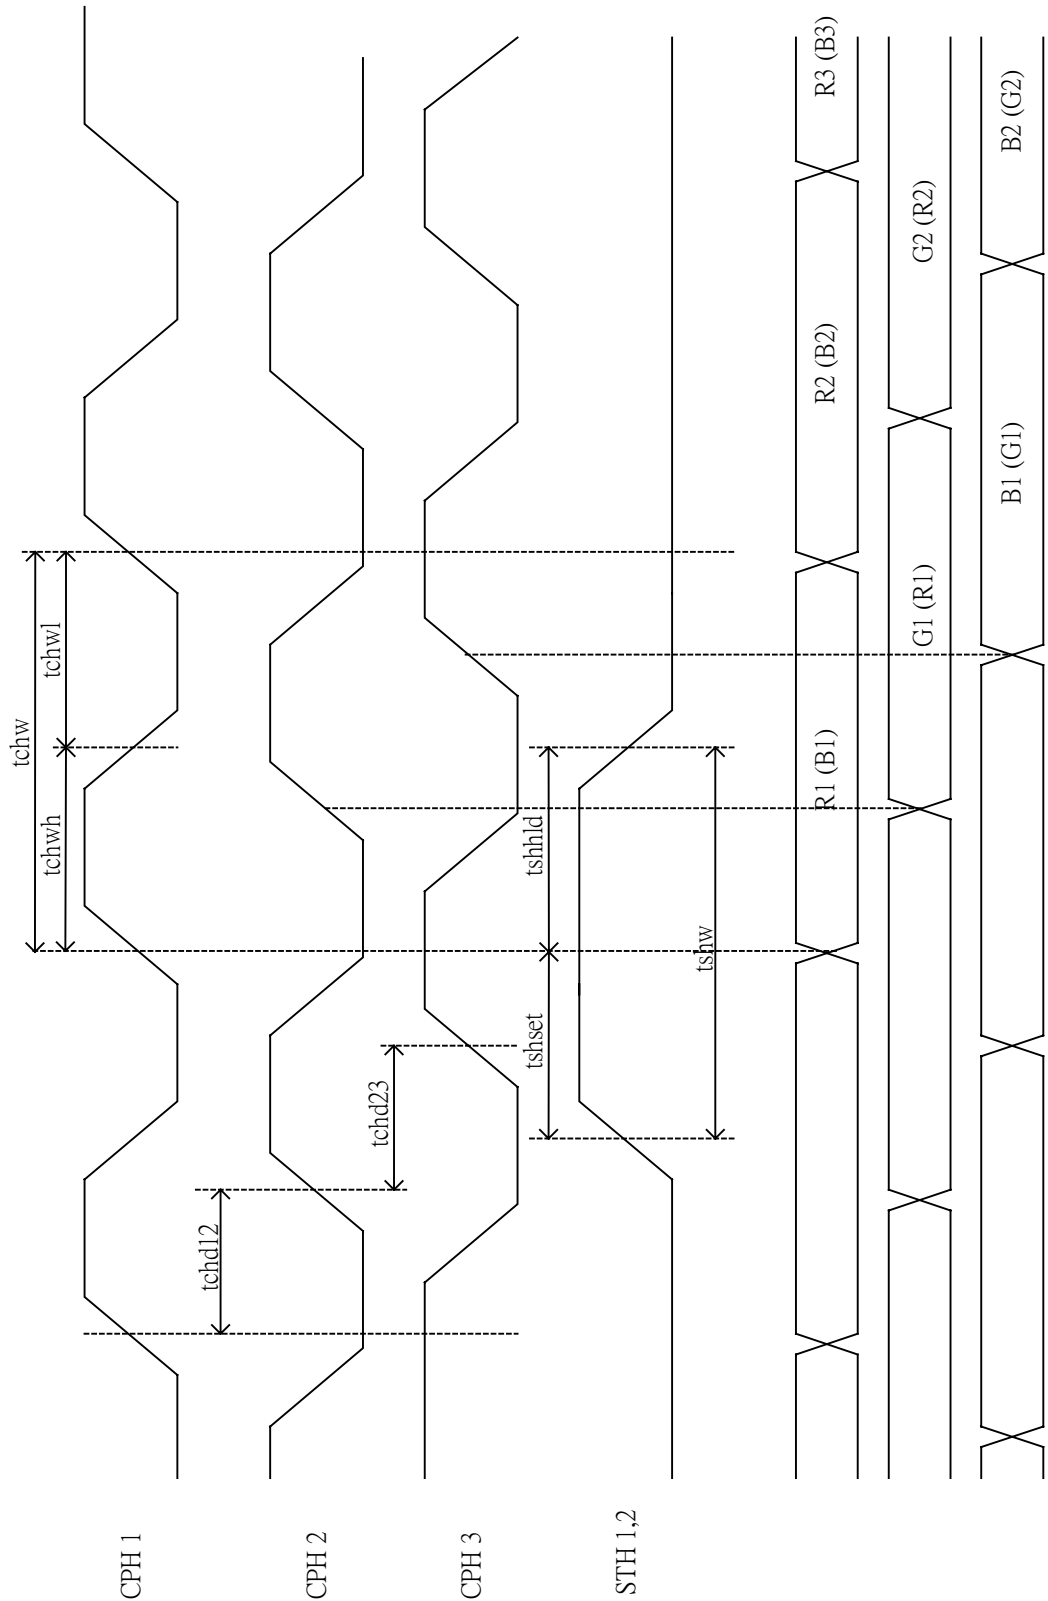 CPH 1
tchw
tchwh
tchwl
tchd12
CPH 2
tchd23
CPH 3
tshset
tshhld
STH 1,2
tshw
R1 (B1)
R2 (B2)
R3 (B3)
G1 (R1)
G2 (R2)
B1 (G1)
B2 (G2)